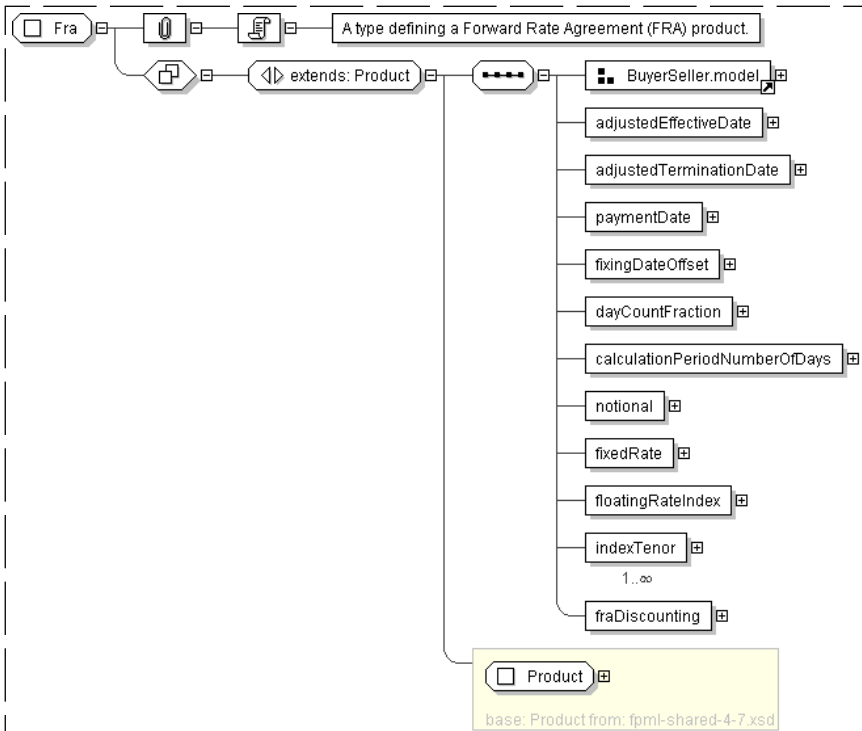 Fra
A type defining a Forward Rate Agreement (FRA) product.
extends: Product
BuyerSeller.model
adjustedEffectiveDate
adjustedTerminationDate
paymentDate
fixingDateOffset
dayCountFraction
calculationPeriodNumberOfDays
notional
fixedRate
floatingRateIndex
indexTenor
1..∞
fraDiscounting
Product
base: Product from: fpml-shared-4-7.xsd